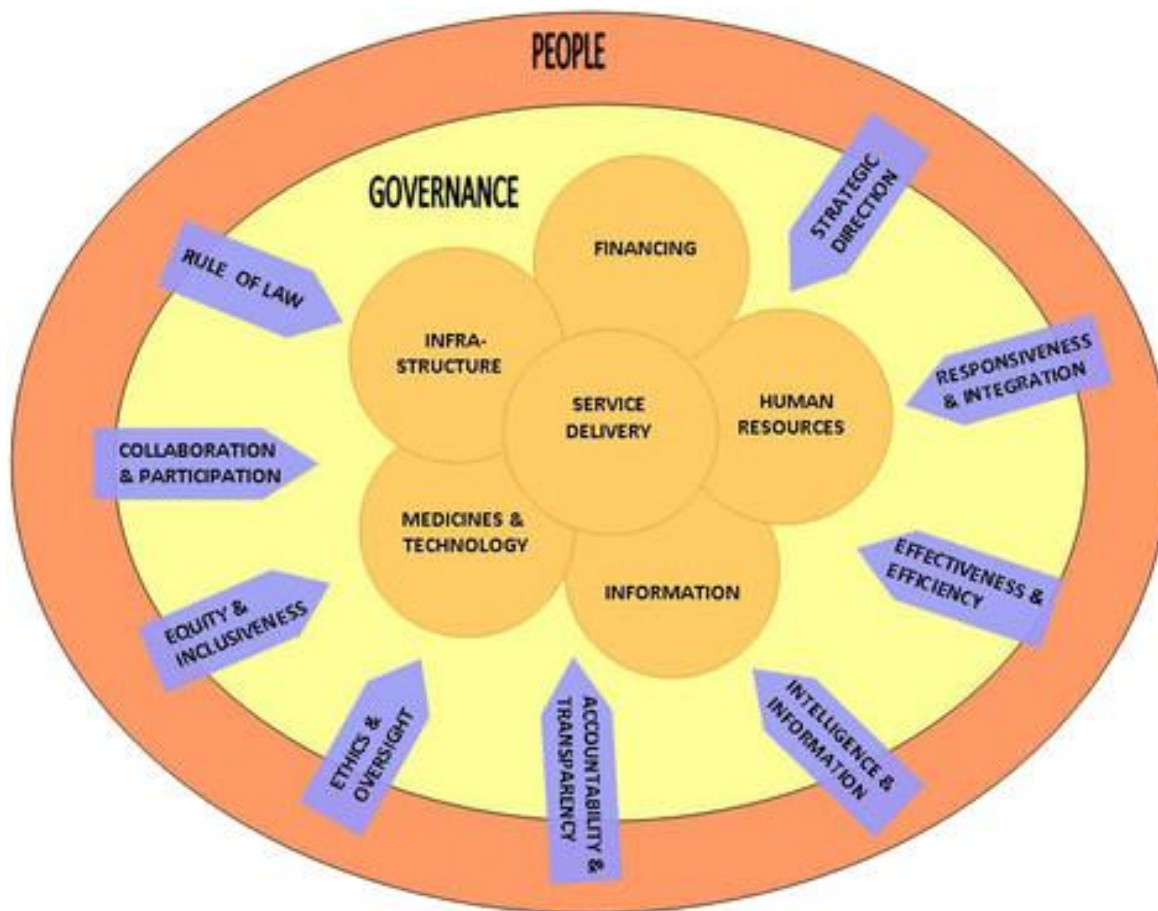 PEOPLE
GOVERNANCE
STRATEGIC
DIRECTION
RULE OF LAW
FINANCING
INFRA-
STRUCTURE
RESPONSIVENESS
& INTEGRATION
SERVICE
DELIVERY
HUMAN
RESOURCES
COLLABORATION
& PARTICIPATION
MEDICINES &
TECHNOLOGY
EFFECTIVENESS &
EFFICIENCY
INFORMATION
EQUITY &
INCLUSIVENESS
ETHICS &
OVERSIGHT
ACCOUNTABILITY &
TRANSPARENCY
INTELLIGENCE &
INFORMATION